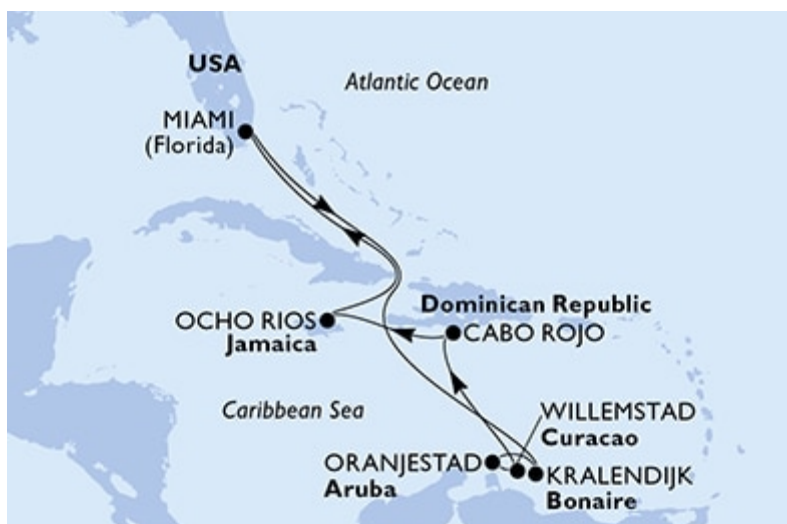 USA
Atlantic Ocean
MIAMI
(Florida)
Dominican Republic
OCHO RIOS
Jamaica
CABO ROJO
Caribbean Sea
WILLEMSTAD
Curacao
ORANJESTAD
Aruba
KRALENDIJK
Bonaire